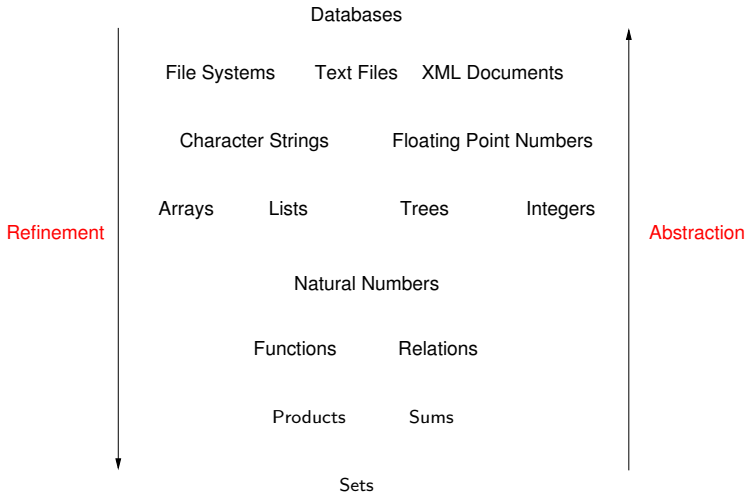 Databases
File Systems Text Files XML Documents
Character Strings Floating Point Numbers
Arrays Lists Trees Integers
Refinement Abstraction
Natural Numbers
Functions Relations
Products Sums
Sets